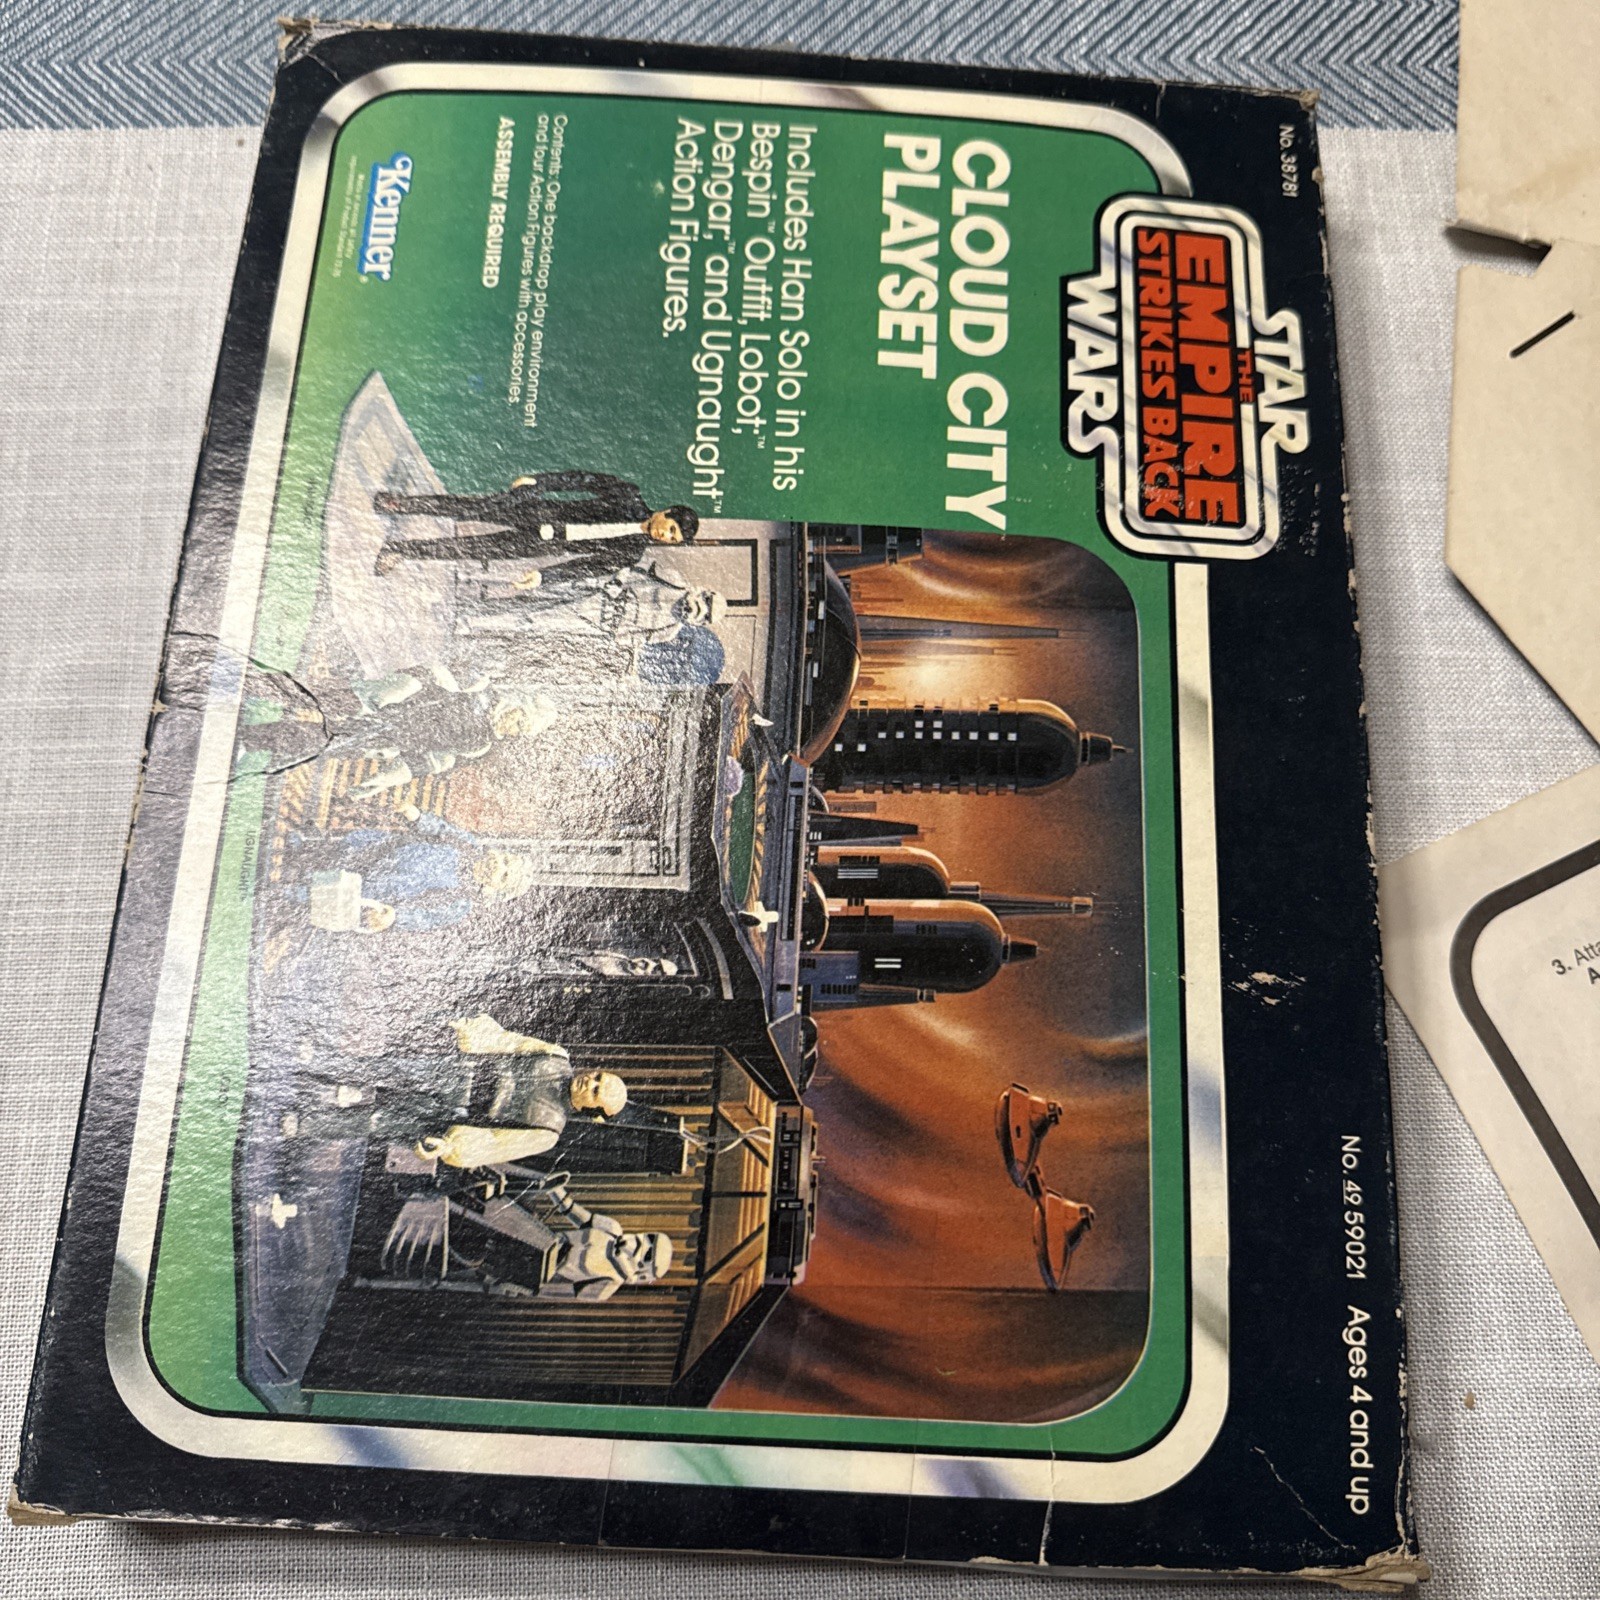 No. 38781
No. 49 59021 Ages 4 and up
STAR
THE
EMPIRE
STRIKES BACK
WARS
CLOUD CITY
PLAYSET
Includes Han Solo in his
Bespin™ Outfit, Lobot,™
Dengar,™ and Ugnaught™
Action Figures.
Contents: One backdrop play environment
and four Action Figures with accessories.
ASSEMBLY REQUIRED
Kenner®
UGNAUGHT
3. Atta
A